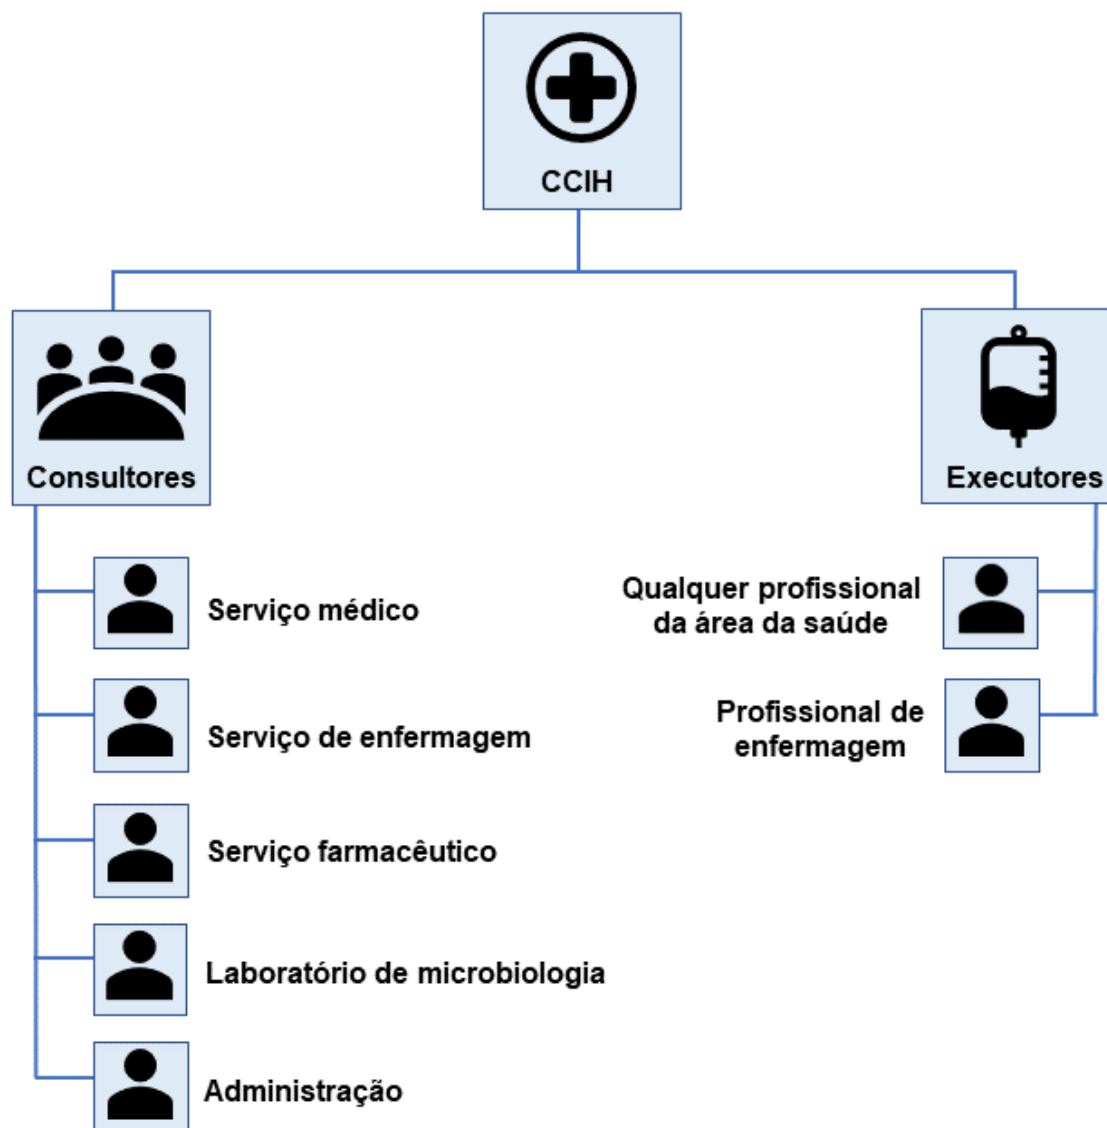 CCIH
Consultores
Serviço médico
Serviço de enfermagem
Serviço farmacêutico
Laboratório de microbiologia
Administração
Executores
Qualquer profissional
da área da saúde
Profissional de
enfermagem